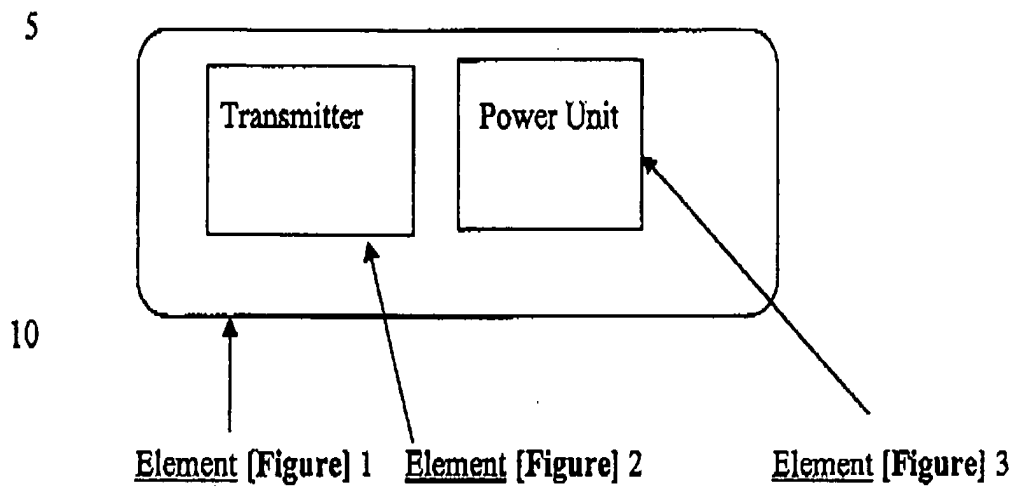 5
Transmitter
Power Unit
10
Element [Figure] 1
Element [Figure] 2
Element [Figure] 3